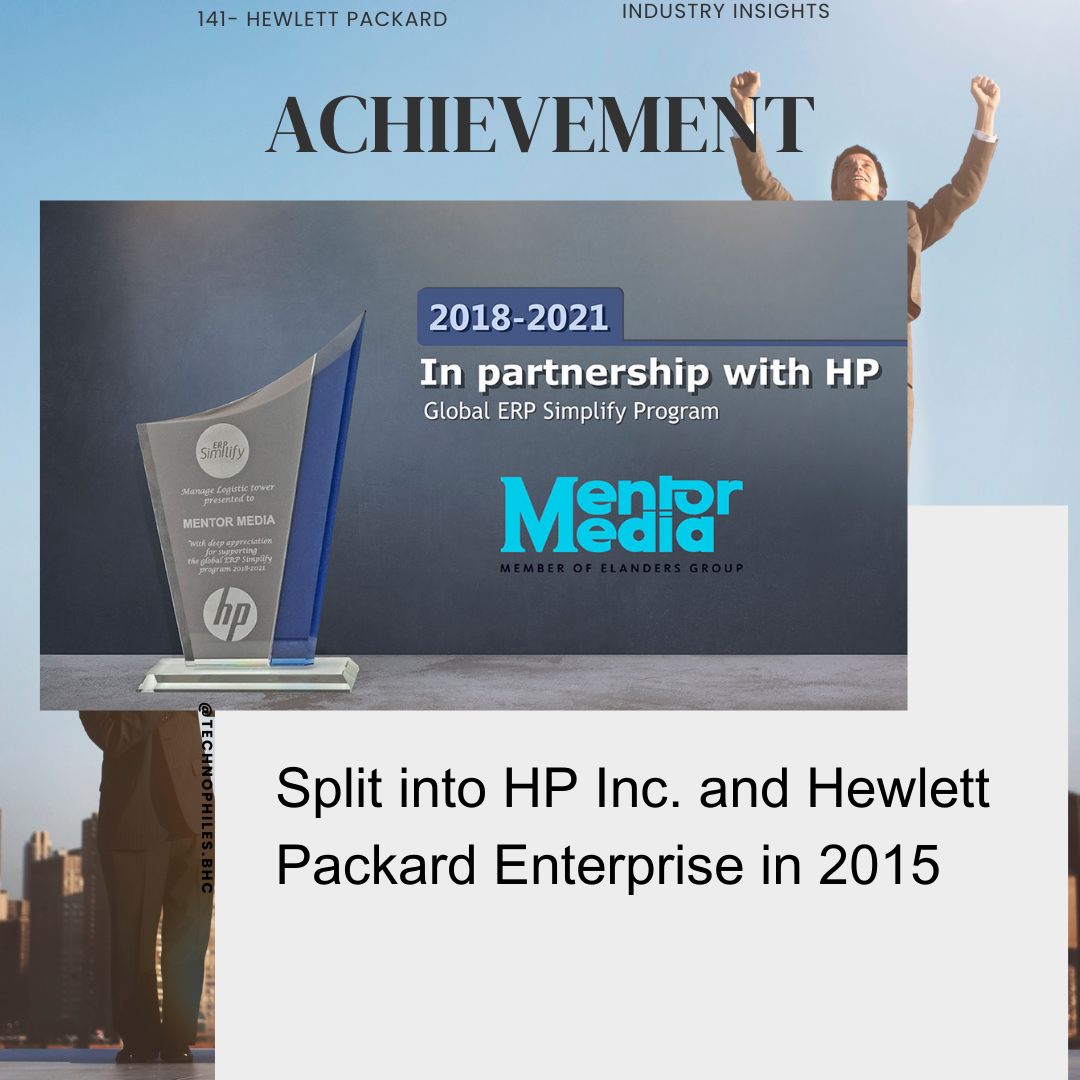 141- HEWLETT PACKARD
INDUSTRY INSIGHTS
ACHIEVEMENT
2018-2021
In partnership with HP
Global ERP Simplify Program
ERP
Simlify
Manage Logistic tower
presented to
MENTOR MEDIA
With deep appreciation
for supporting
the global ERP Simplify
program 2018-2021
hp
Mentor
Media
MEMBER OF ELANDERS GROUP
@TECHNOPHILES.BHC
Split into HP Inc. and Hewlett
Packard Enterprise in 2015